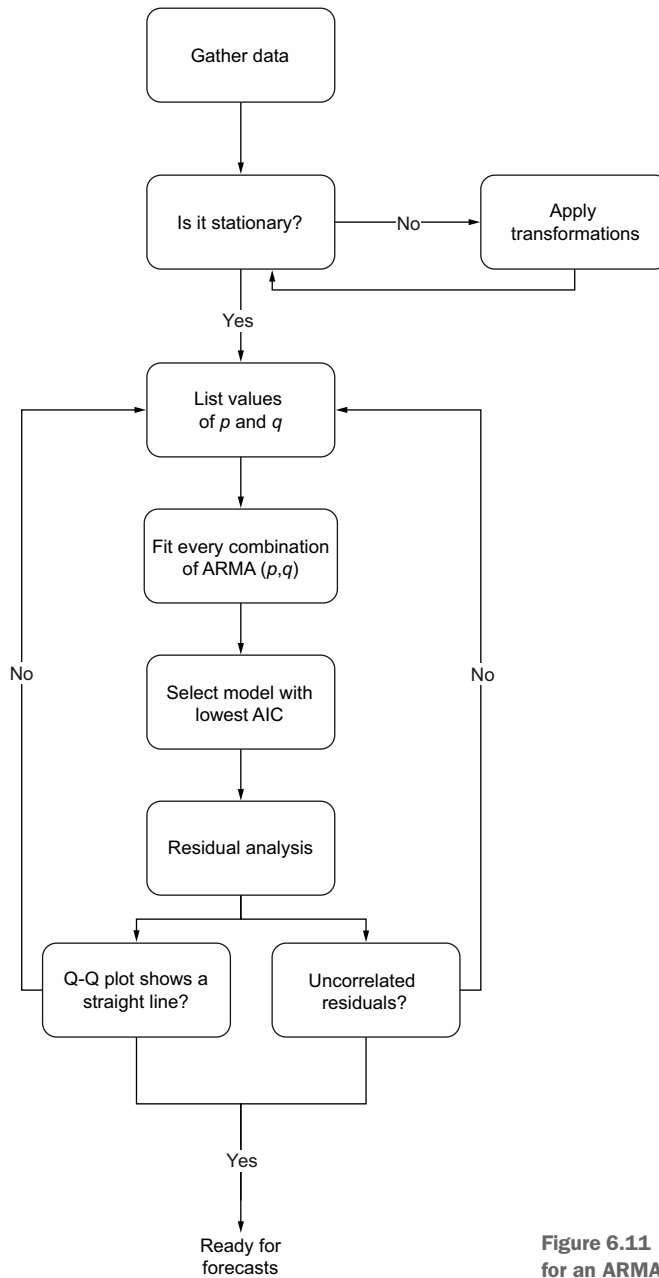 Gather data
Is it stationary?
No
Apply
transformations
Yes
List values
of p and q
Fit every combination
of ARMA (p,q)
No
No
Select model with
lowest AIC
Residual analysis
Q-Q plot shows a
straight line?
Uncorrelated
residuals?
Yes
Ready for
forecasts
Figure 6.11
for an ARMA